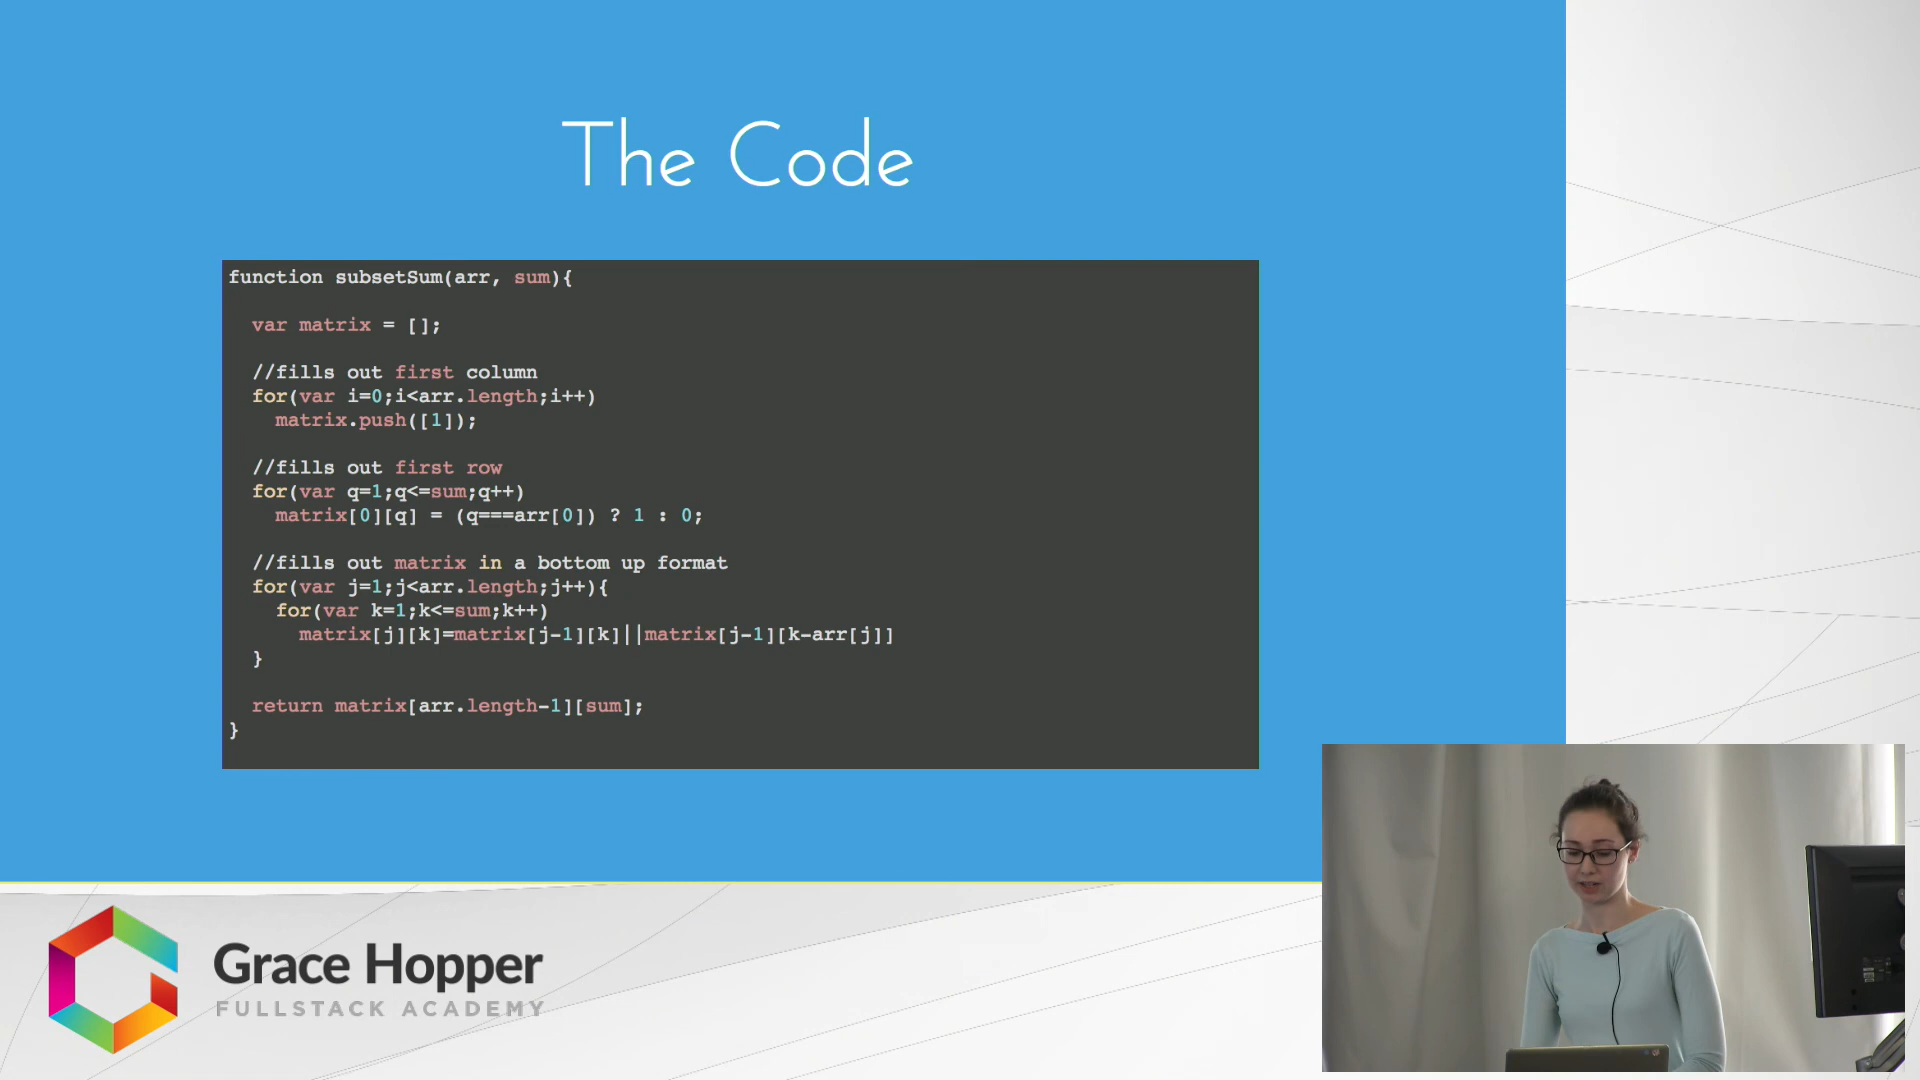 The Code
function subsetSum(arr, sum){
var matrix = [];
//fills out first column
for(var i=0;i<arr.length;i++)
matrix.push([1]);
//fills out first row
for(var q=1;q<=sum;q++)
matrix[0][q] = (q===arr[0]) ? 1 : 0;
//fills out matrix in a bottom up format
for(var j=1;j<arr.length;j++){
for(var k=1;k<=sum;k++)
matrix[j][k]=matrix[j-1][k]||matrix[j-1][k-arr[j]]
}
return matrix[arr.length-1][sum];
}
Grace Hopper
FULLSTACK ACADEMY